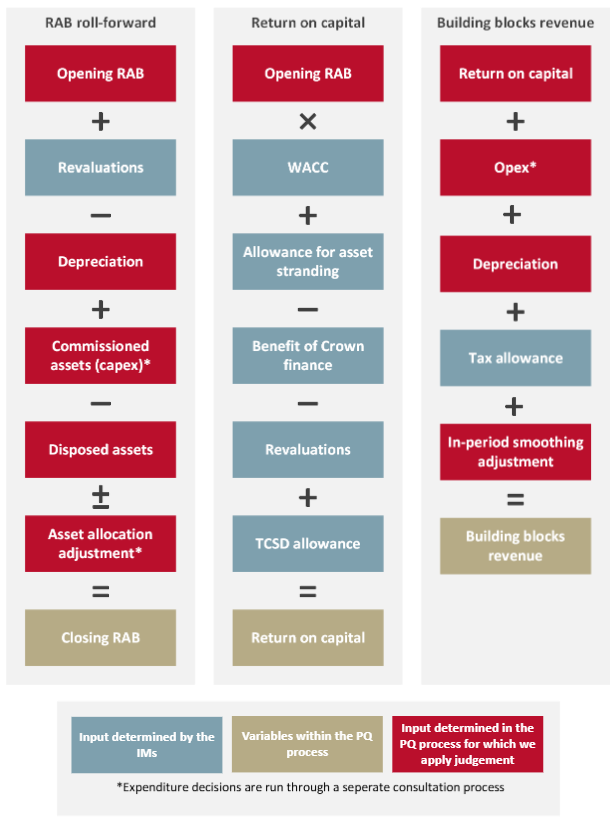 RAB roll-forward
Opening RAB
+
Revaluations
−
Depreciation
+
Commissioned
assets (capex)*
−
Disposed assets
±
Asset allocation
adjustment*
=
Closing RAB
Return on capital
Opening RAB
×
WACC
+
Allowance for asset
stranding
−
Benefit of Crown
finance
−
Revaluations
+
TCSD allowance
=
Return on capital
Building blocks revenue
Return on capital
+
Opex*
+
Depreciation
+
Tax allowance
+
In-period smoothing
adjustment
=
Building blocks
revenue
Input determined by the
IMs
Variables within the PQ
process
Input determined in the
PQ process for which we
apply judgement
*Expenditure decisions are run through a seperate consultation process